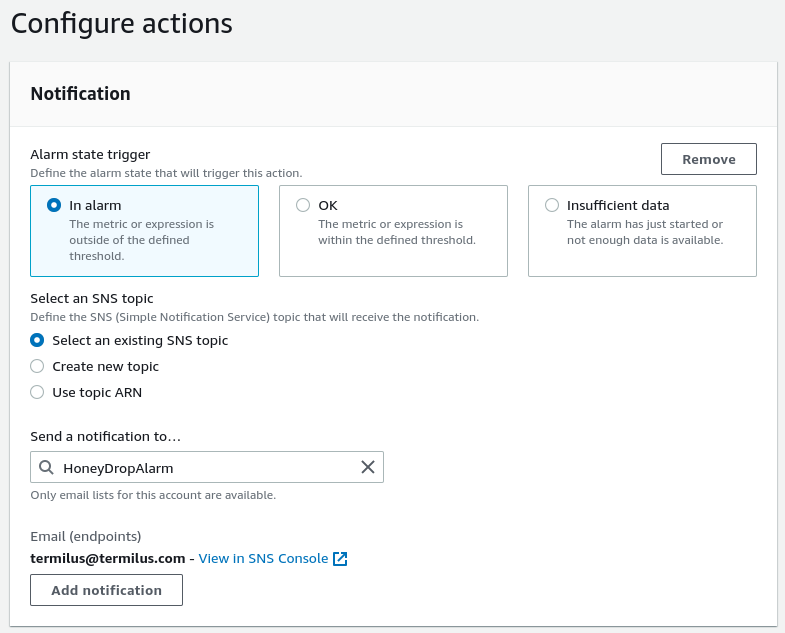 Configure actions
Notification
Alarm state trigger
Define the alarm state that will trigger this action.
Remove
In alarm
The metric or expression is
outside of the defined
threshold.
OK
The metric or expression is
within the defined threshold.
Insufficient data
The alarm has just started or
not enough data is available.
Select an SNS topic
Define the SNS (Simple Notification Service) topic that will receive the notification.
Select an existing SNS topic
Create new topic
Use topic ARN
Send a notification to…
HoneyDropAlarm
Only email lists for this account are available.
Email (endpoints)
termilus@termilus.com - View in SNS Console
Add notification